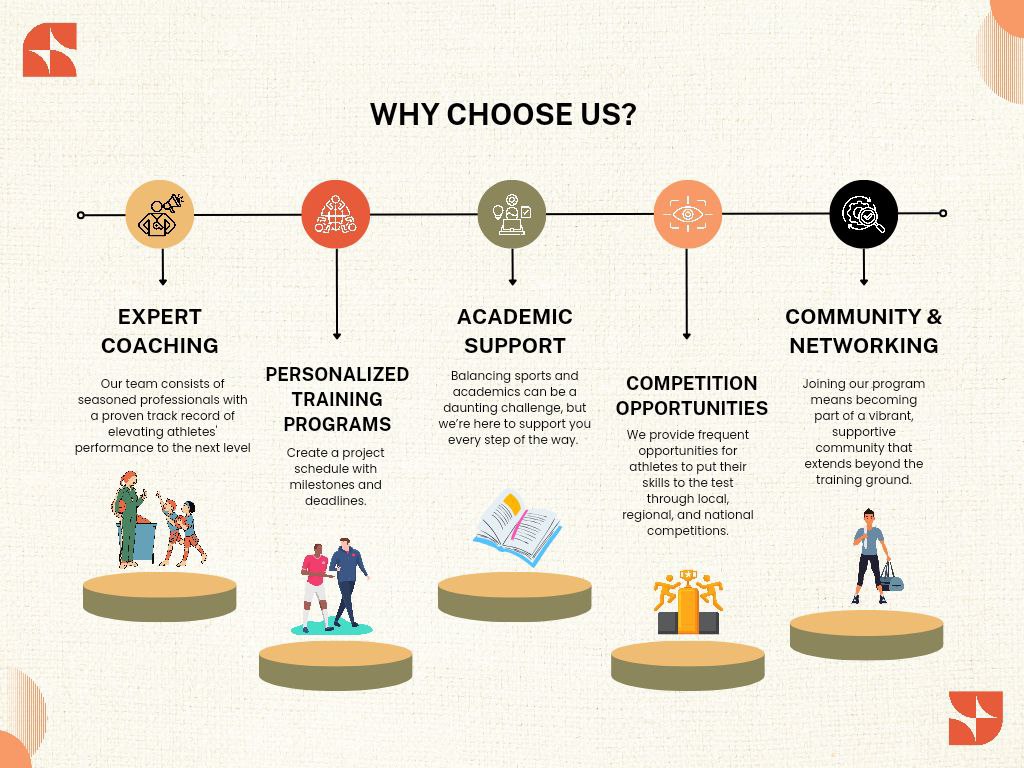 WHY CHOOSE US?
EXPERT
COACHING
Our team consists of
seasoned professionals with
a proven track record of
elevating athletes'
performance to the next level
PERSONALIZED
TRAINING
PROGRAMS
Create a project
schedule with
milestones and
deadlines.
ACADEMIC
SUPPORT
Balancing sports and
academics can be a
daunting challenge, but
we're here to support you
every step of the way.
COMPETITION
OPPORTUNITIES
We provide frequent
opportunities for
athletes to put their
skills to the test
through local,
regional, and national
competitions.
COMMUNITY &
NETWORKING
Joining our program
means becoming
part of a vibrant,
supportive
community that
extends beyond the
training ground.